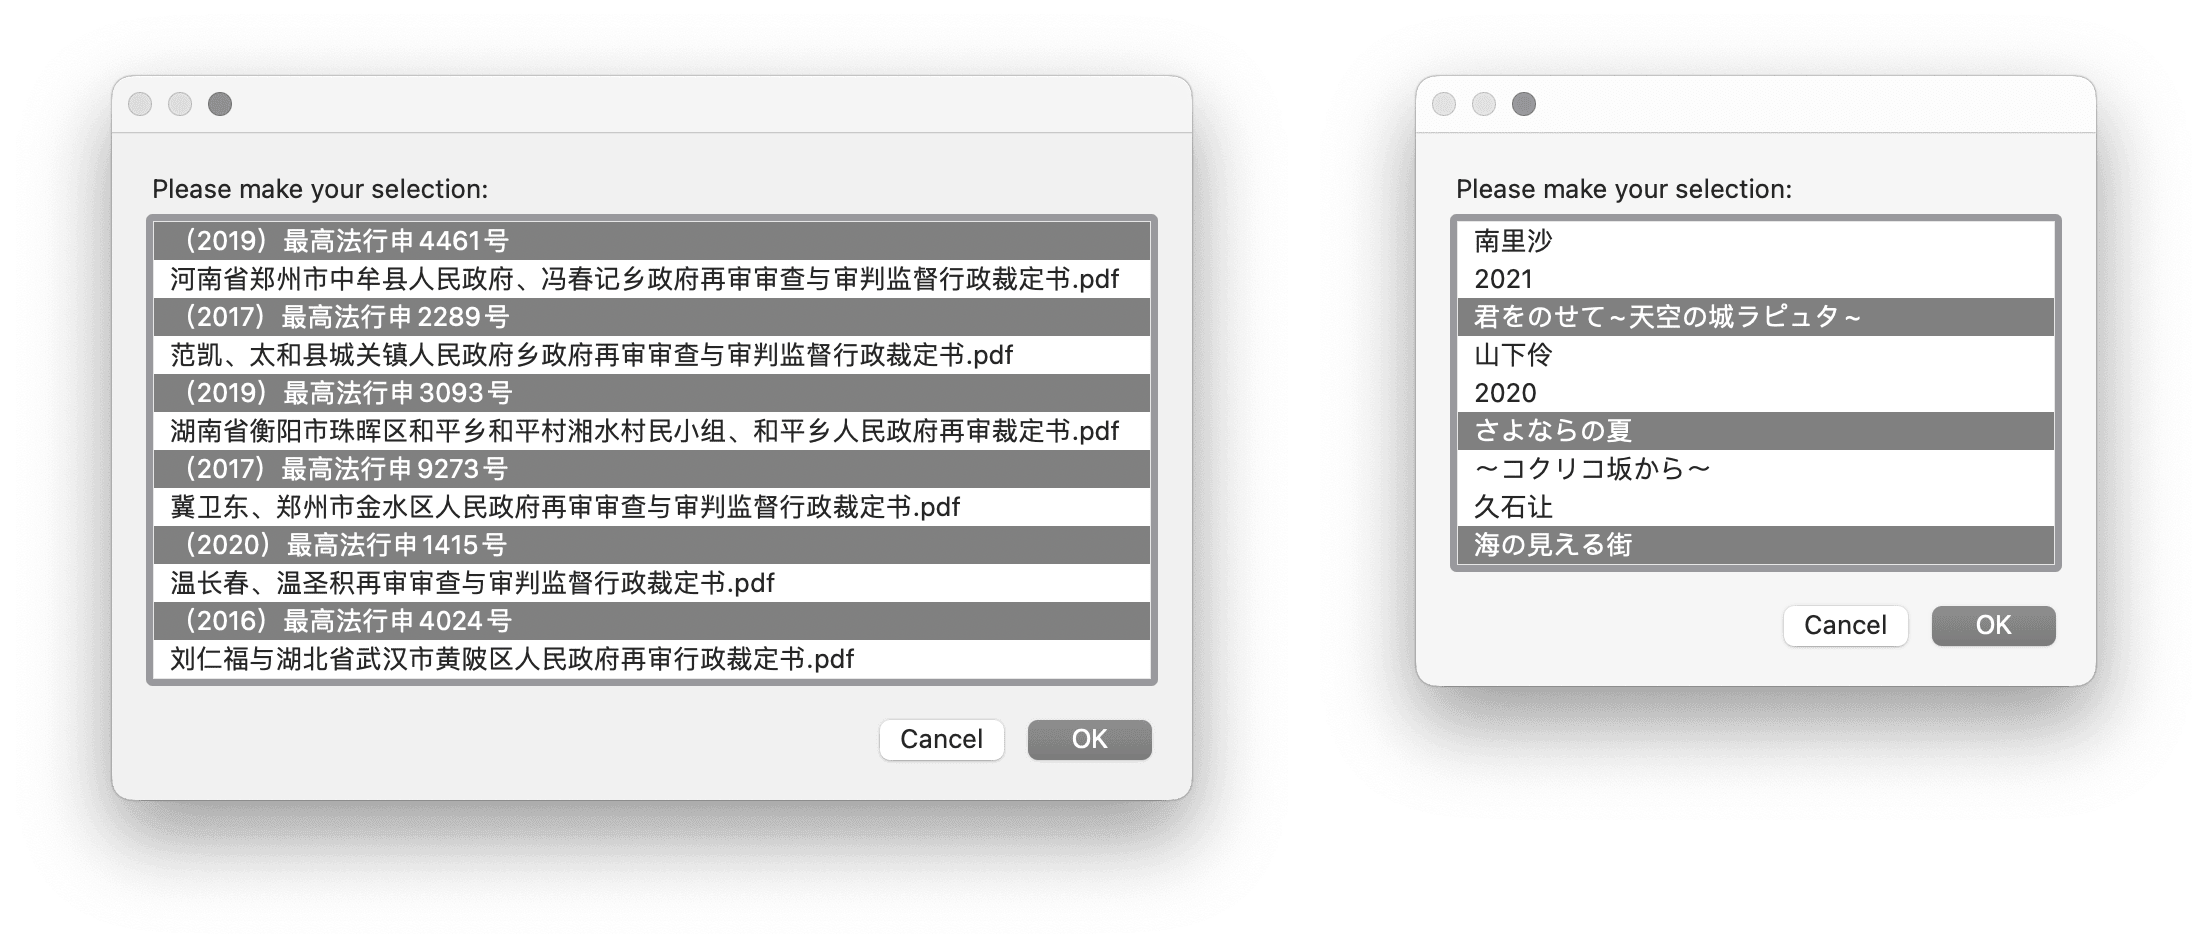 Please make your selection:
（2019）最高法行申4461号
河南省郑州市中牟县人民政府、冯春记乡政府再审审查与审判监督行政裁定书.pdf
（2017）最高法行申2289号
范凯、太和县城关镇人民政府乡政府再审审查与审判监督行政裁定书.pdf
（2019）最高法行申3093号
湖南省衡阳市珠晖区和平乡和平村湘水村民小组、和平乡人民政府再审裁定书.pdf
（2017）最高法行申9273号
冀卫东、郑州市金水区人民政府再审审查与审判监督行政裁定书.pdf
（2020）最高法行申1415号
温长春、温圣积再审审查与审判监督行政裁定书.pdf
（2016）最高法行申4024号
刘仁福与湖北省武汉市黄陂区人民政府再审行政裁定书.pdf
Cancel
OK
Please make your selection:
南里沙
2021
君をのせて~天空の城ラピュタ~
山下伶
2020
さよならの夏
～コクリコ坂から～
久石让
海の見える街
Cancel
OK